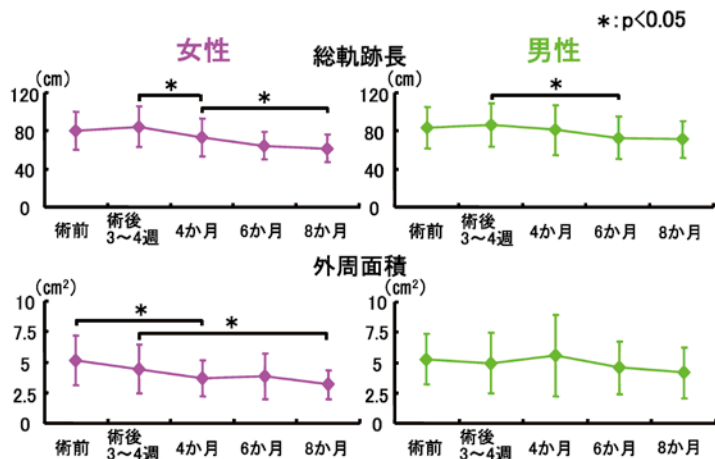 *:p<0.05
女性
男性
総軌跡長
(cm)
120
80
40
0
*
*
術前
術後
3〜4週
4か月
6か月
8か月
(cm)
120
80
40
0
*
術前
術後
3〜4週
4か月
6か月
8か月
外周面積
(cm²)
10
7.5
5
2.5
0
*
*
術前
術後
3〜4週
4か月
6か月
8か月
(cm²)
10
7.5
5
2.5
0
術前
術後
3〜4週
4か月
6か月
8か月